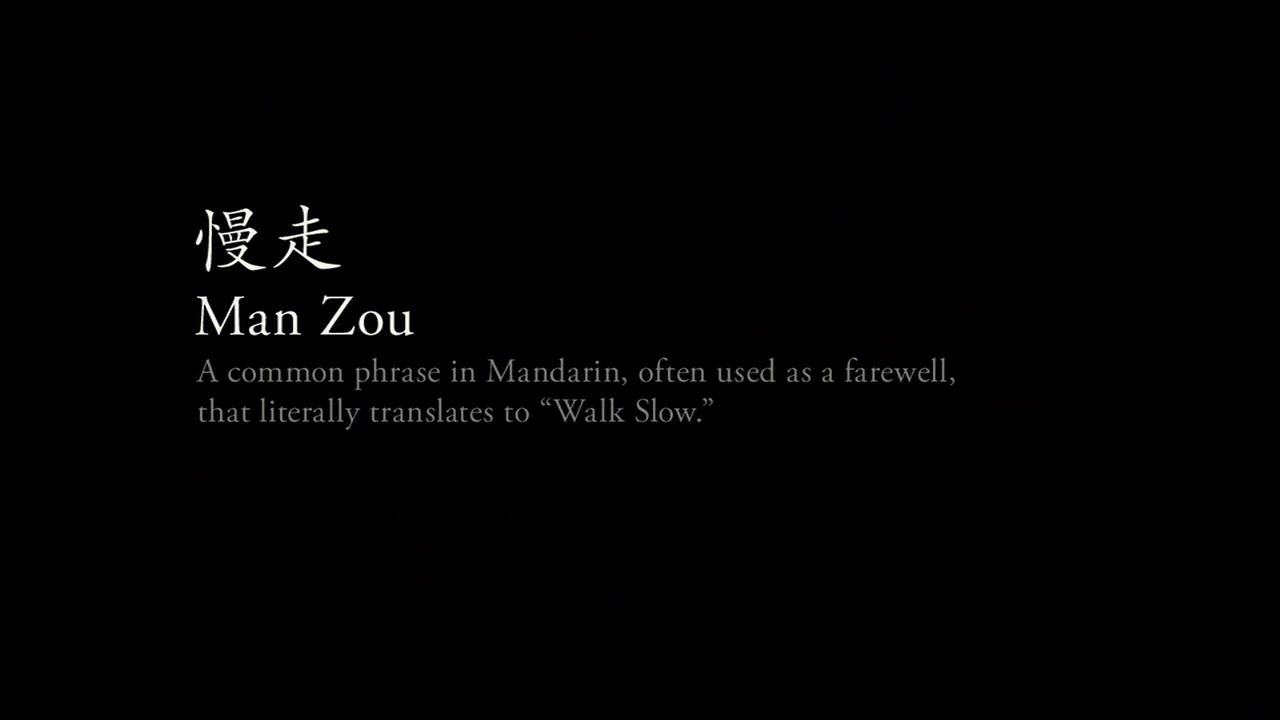 慢走
Man Zou
A common phrase in Mandarin, often used as a farewell,
that literally translates to “Walk Slow.”